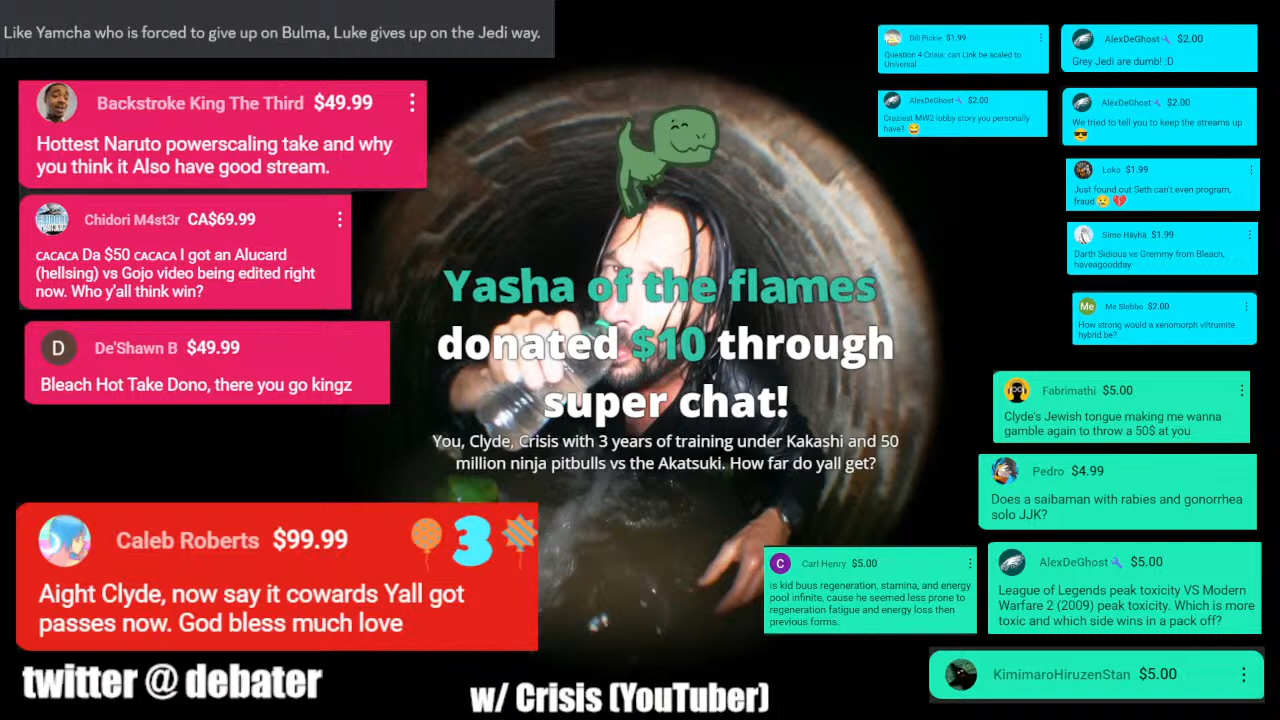 Like Yamcha who is forced to give up on Bulma, Luke gives up on the Jedi way.
Backstroke King The Third $49.99
Hottest Naruto powerscaling take and why
you think it Also have good stream.
Chidori M4st3r CA$69.99
cacaca Da $50 cacaca I got an Alucard
(hellsing) vs Gojo video being edited right
now. Who y'all think win?
D De'Shawn B $49.99
Bleach Hot Take Dono, there you go kingz
Caleb Roberts $99.99
3
Aight Clyde, now say it cowards Yall got
passes now. God bless much love
twitter @ debater
Yasha of the flames
donated $10 through
super chat!
You, Clyde, Crisis with 3 years of training under Kakashi and 50
million ninja pitbulls vs the Akatsuki. How far do yall get?
w/ Crisis (YouTuber)
Dill Pickle $1.99
Question 4 Crisis: can Link be scaled to
Universal
AlexDeGhost $2.00
Craziest MW2 lobby story you personally
have? 😂
AlexDeGhost $2.00
Grey Jedi are dumb! :D
AlexDeGhost $2.00
We tried to tell you to keep the streams up
😎
Loko $1.99
Just found out Seth can't even program,
fraud 😢 💔
Simo Häyhä $1.99
Darth Sidious vs Gremmy from Bleach,
haveagoodday
Me Me Slobbo $2.00
How strong would a xenomorph viltrumite
hybrid be?
Fabrimathi $5.00
Clyde's Jewish tongue making me wanna
gamble again to throw a 50$ at you
Pedro $4.99
Does a saibaman with rabies and gonorrhea
solo JJK?
C Carl Henry $5.00
is kid buus regeneration, stamina, and energy
pool infinite, cause he seemed less prone to
regeneration fatigue and energy loss then
previous forms.
AlexDeGhost $5.00
League of Legends peak toxicity VS Modern
Warfare 2 (2009) peak toxicity. Which is more
toxic and which side wins in a pack off?
KimimaroHiruzenStan $5.00